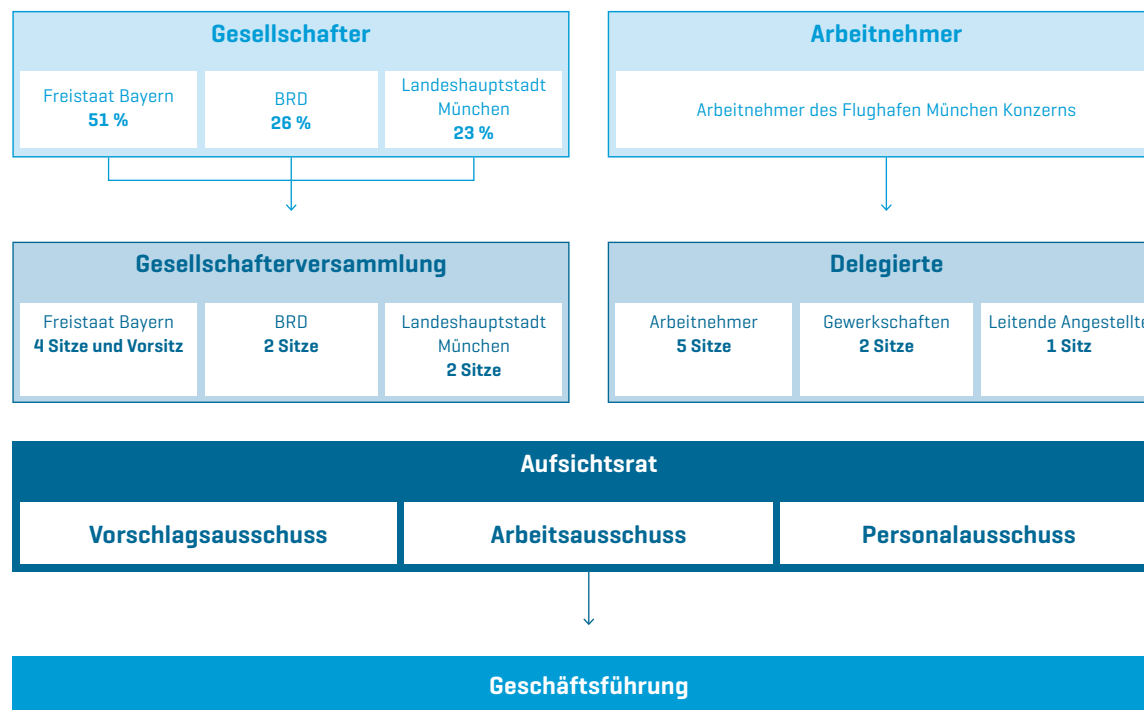 Gesellschafter
Freistaat Bayern
51 %
BRD
26 %
Landeshauptstadt
München
23 %
Arbeitnehmer
Arbeitnehmer des Flughafen München Konzerns
Gesellschafterversammlung
Freistaat Bayern
4 Sitze und Vorsitz
BRD
2 Sitze
Landeshauptstadt
München
2 Sitze
Delegierte
Arbeitnehmer
5 Sitze
Gewerkschaften
2 Sitze
Leitende Angestellte
1 Sitz
Aufsichtsrat
Vorschlagsausschuss
Arbeitsausschuss
Personalausschuss
Geschäftsführung